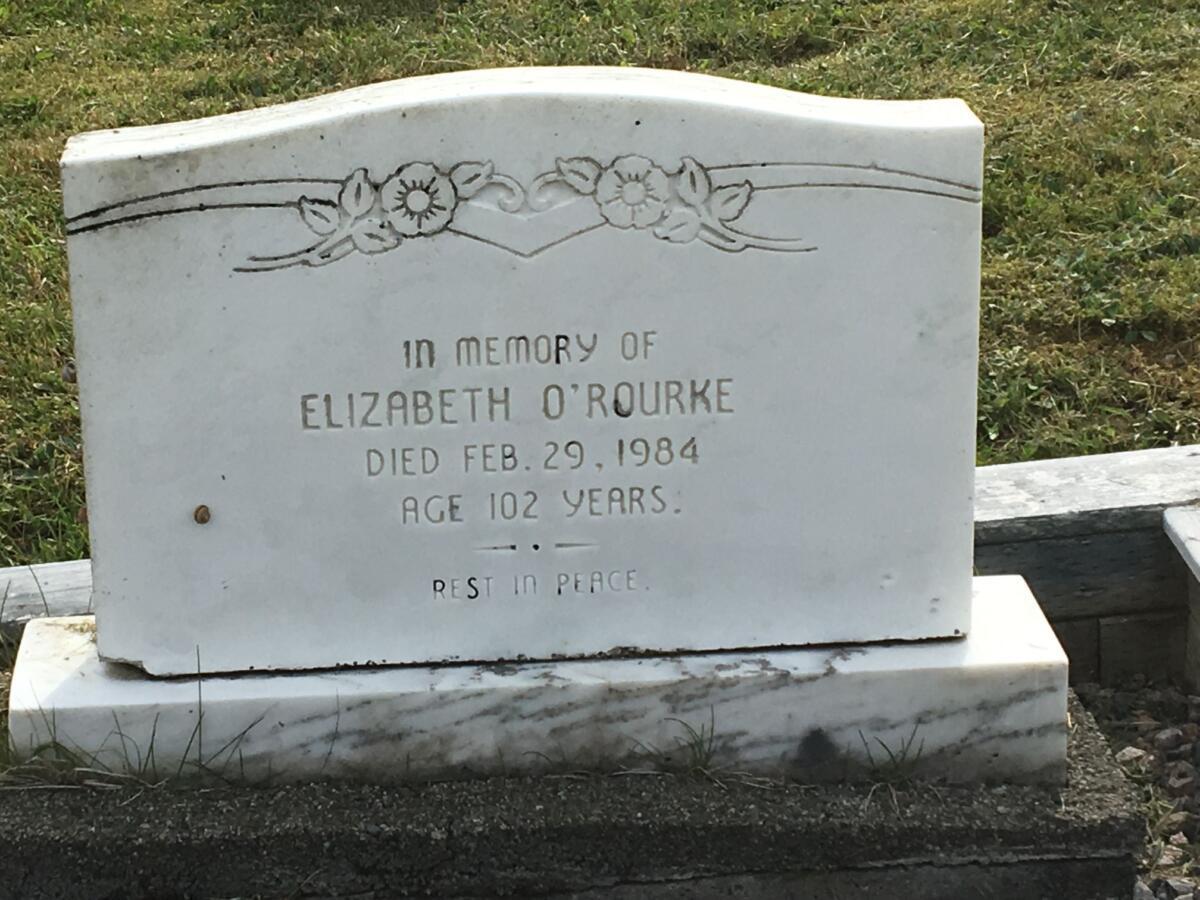 IN MEMORY OF
ELIZABETH O'ROURKE
DIED FEB. 29, 1984
AGE 102 YEARS.
REST IN PEACE.